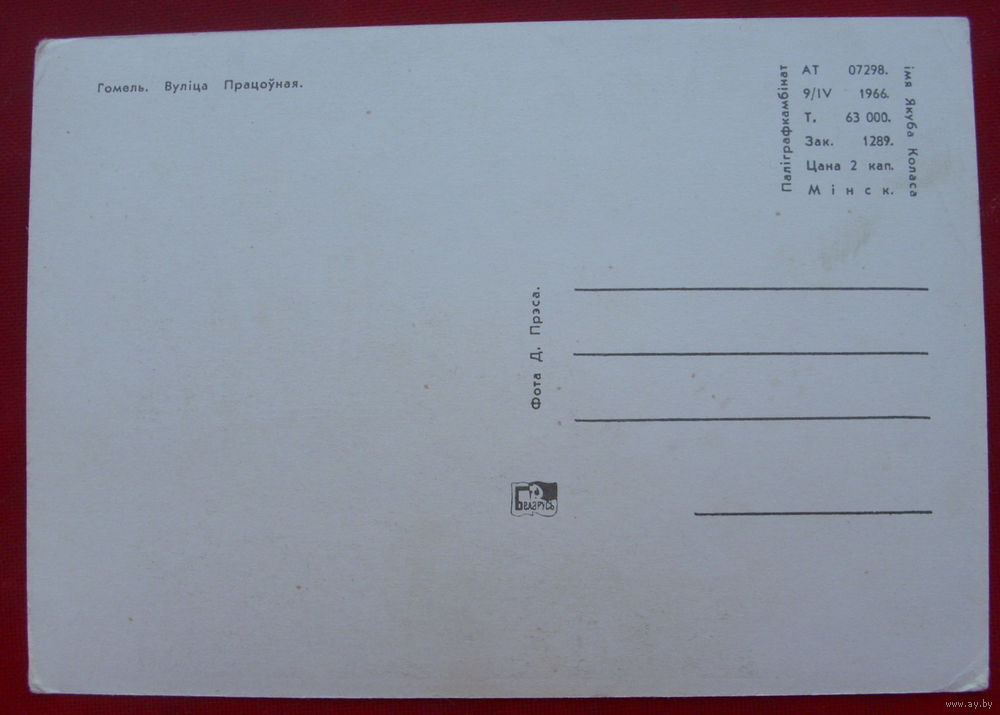 Гомель. Вуліца Працоўная.
Паліграфкамбінат
АТ 07298.
9/IV 1966.
Т. 63 000.
Зак. 1289.
Цана 2 кап.
Мінск.
імя Якуба Коласа
Фота Д. Прэса.
Беларусь
www.ay.by